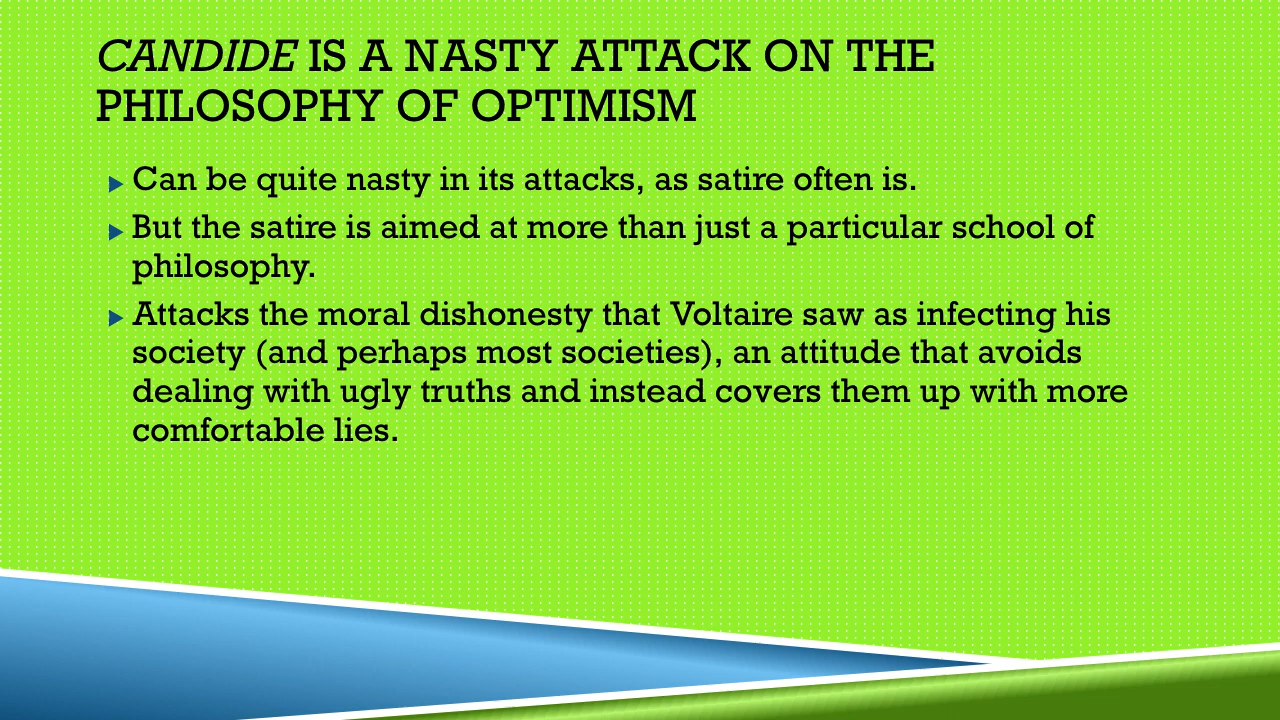 CANDIDE IS A NASTY ATTACK ON THE
PHILOSOPHY OF OPTIMISM
Can be quite nasty in its attacks, as satire often is.
But the satire is aimed at more than just a particular school of
philosophy.
Attacks the moral dishonesty that Voltaire saw as infecting his
society (and perhaps most societies), an attitude that avoids
dealing with ugly truths and instead covers them up with more
comfortable lies.